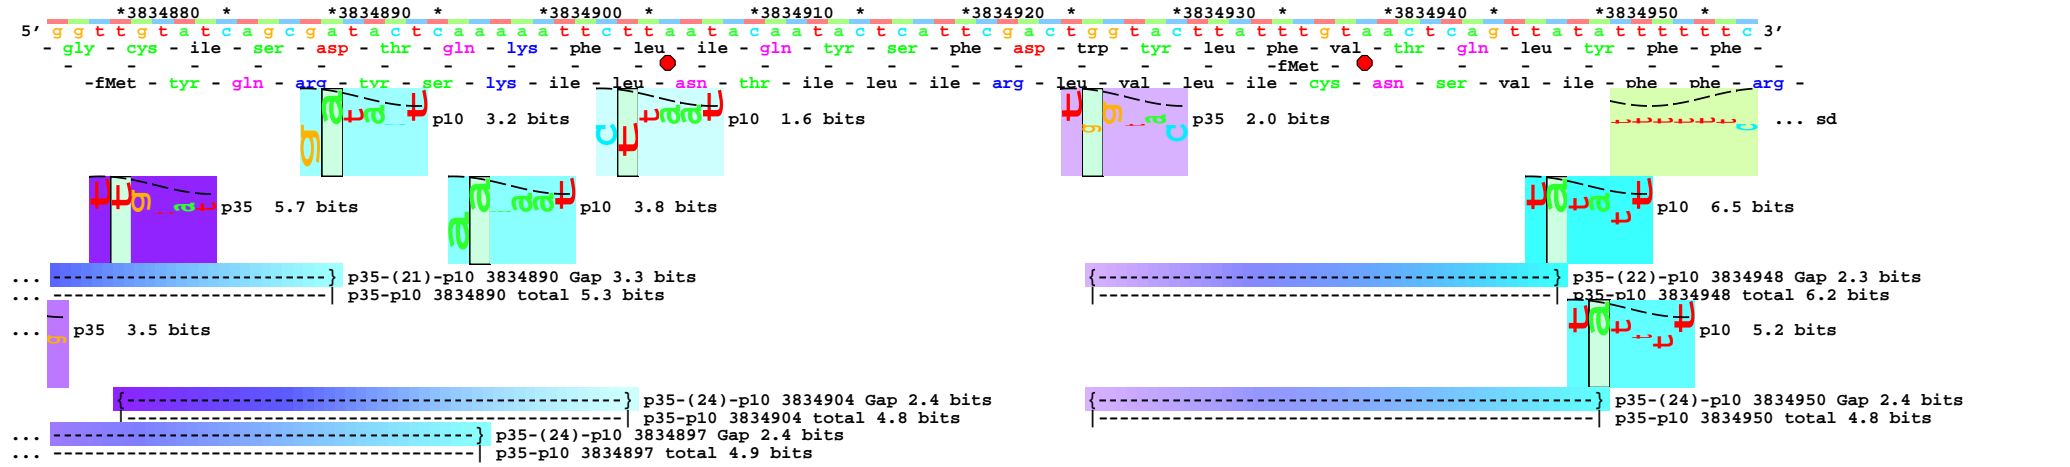 *3834880 * *3834890 * *3834900 * *3834910 * *3834920 * *3834930 * *3834940 * *3834950 *
5' g g t t g t a t c a g c g a t a c t c a a a a a t t c t t a a t a c a a t a c t c a t t c g a c t g g t a c t t a t t t g t a a c t c a g t t a t a t t t t t c 3'
- gly - cys - ile - ser - asp - thr - gln - lys - phe - leu - ile - gln - tyr - ser - phe - asp - trp - tyr - leu - phe - val - thr - gln - leu - tyr - phe - phe -
-fMet -
-fMet - tyr - gln - arg - tyr - ser - lys - ile - leu - asn - thr - ile - leu - ile - arg - leu - val - leu - ile - cys - asn - ser - val - ile - phe - phe - arg -
g a t a t t p10 3.2 bits
c t t a a t p10 1.6 bits
t g g t a c p35 2.0 bits
t t t t t c ... sd
t t g t a t p35 5.7 bits
a a a a t p10 3.8 bits
t a t a t t p10 6.5 bits
... {--------------------------} p35-(21)-p10 3834890 Gap 3.3 bits
{----------------------} p35-(22)-p10 3834948 Gap 2.3 bits
... --------------------------| p35-p10 3834890 total 5.3 bits
|----------------------| p35-p10 3834948 total 6.2 bits
... g p35 3.5 bits
t a t t t t p10 5.2 bits
{------------------------} p35-(24)-p10 3834904 Gap 2.4 bits
{------------------------} p35-(24)-p10 3834950 Gap 2.4 bits
|------------------------| p35-p10 3834904 total 4.8 bits
|------------------------| p35-p10 3834950 total 4.8 bits
... ----------------------------------------} p35-(24)-p10 3834897 Gap 2.4 bits
... ----------------------------------------| p35-p10 3834897 total 4.9 bits